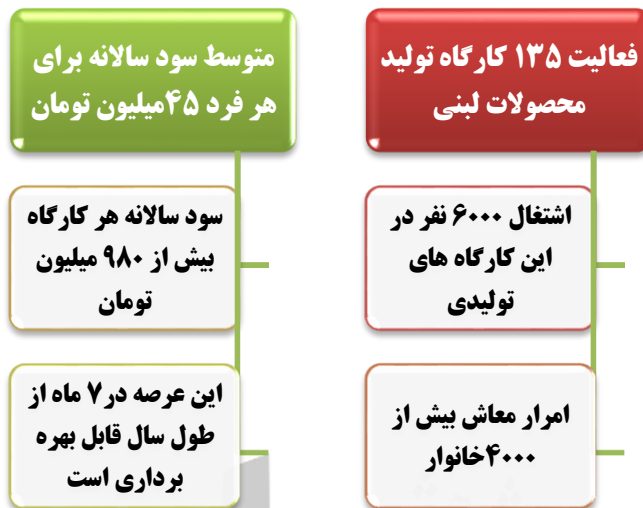 فعالیت ۱۳۵ کارگاه تولید
محصولات لبنی
اشتغال ۶۰۰۰ نفر در
این کارگاه های
تولیدی
امرار معاش بیش از
۴۰۰۰خانوار
متوسط سود سالانه برای
هر فرد ۴۵میلیون تومان
سود سالانه هر کارگاه
بیش از ۹۸۰ میلیون
تومان
این عرصه در۷ ماه از
طول سال قابل بهره
برداری است